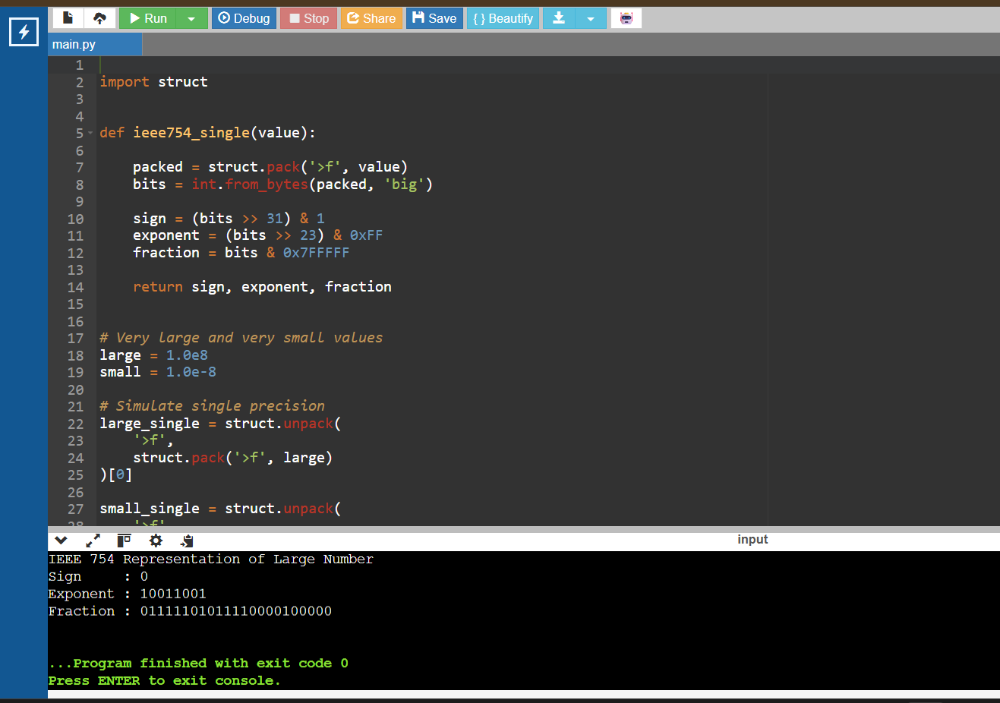 Run Debug Stop Share Save { } Beautify
main.py
1
2 import struct
3
4
5 def ieee754_single(value):
6
7     packed = struct.pack('>f', value)
8     bits = int.from_bytes(packed, 'big')
9
10     sign = (bits >> 31) & 1
11     exponent = (bits >> 23) & 0xFF
12     fraction = bits & 0x7FFFFF
13
14     return sign, exponent, fraction
15
16
17 # Very large and very small values
18 large = 1.0e8
19 small = 1.0e-8
20
21 # Simulate single precision
22 large_single = struct.unpack(
23     '>f',
24     struct.pack('>f', large)
25 )[0]
26
27 small_single = struct.unpack(
28     '>f'
input
IEEE 754 Representation of Large Number
Sign     : 0
Exponent : 10011001
Fraction : 01111101011110000100000
...Program finished with exit code 0
Press ENTER to exit console.